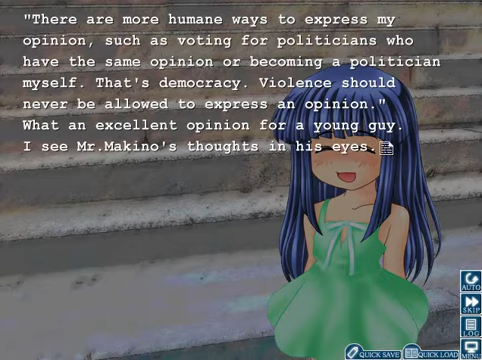 "There are more humane ways to express my
opinion, such as voting for politicians who
have the same opinion or becoming a politician
myself. That's democracy. Violence should
never be allowed to express an opinion."
What an excellent opinion for a young guy.
I see Mr.Makino's thoughts in his eyes.
AUTO
SKIP
LOG
QUICK SAVE
QUICK LOAD
MENU